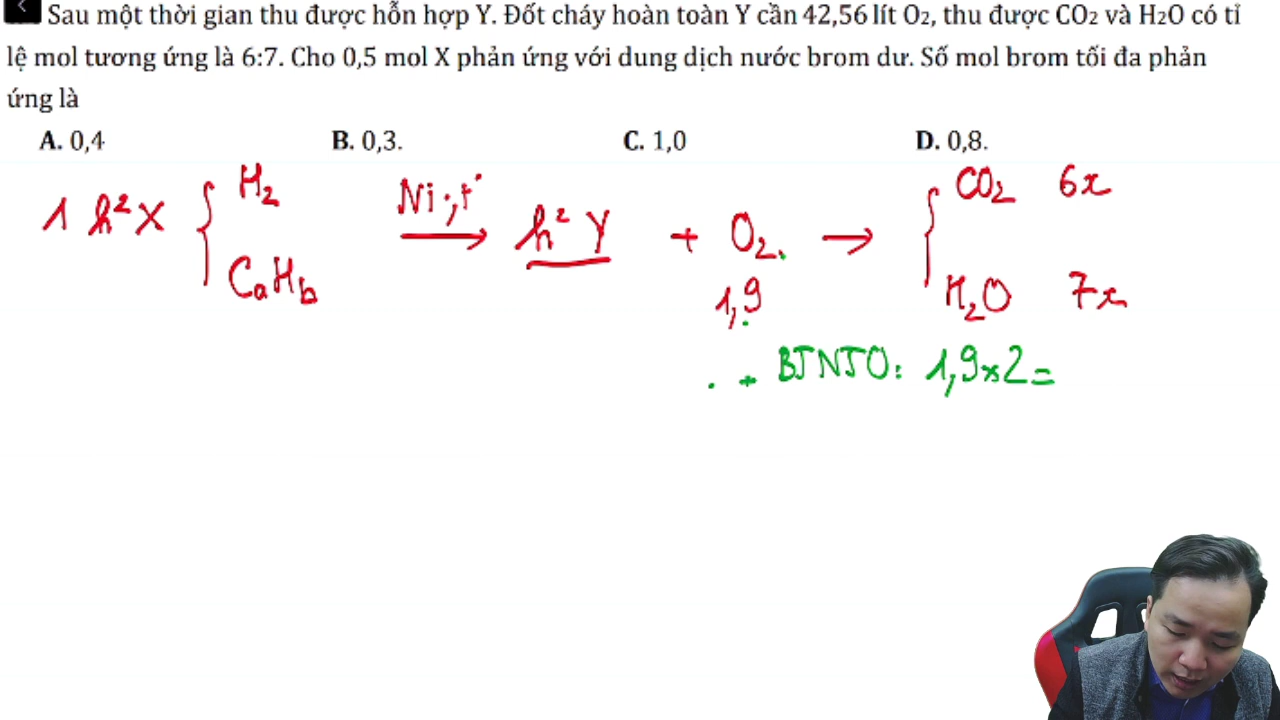 Sau một thời gian thu được hỗn hợp Y. Đốt cháy hoàn toàn Y cần 42,56 lít O₂, thu được CO₂ và H₂O có tỉ
lệ mol tương ứng là 6:7. Cho 0,5 mol X phản ứng với dung dịch nước brom dư. Số mol brom tối đa phản
ứng là
A. 0,4 B. 0,3. C. 1,0 D. 0,8.
1 h² X { H₂ Ni,t° CO₂ 6x
CaHb → h² Y + O₂ → { H₂O 7x
1,9
+ BTNTO: 1,9x2=